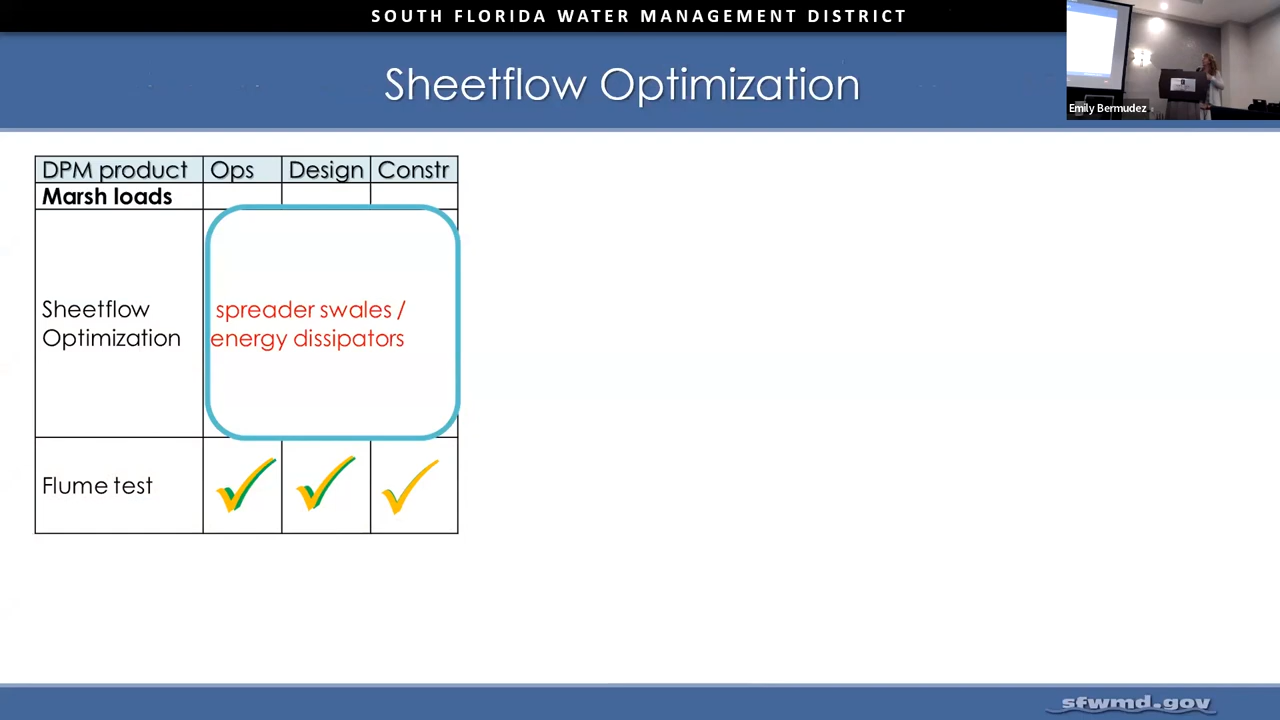 SOUTH FLORIDA WATER MANAGEMENT DISTRICT
Sheetflow Optimization
Emily Bermudez
DPM product Ops Design Constr
Marsh loads
Sheetflow
Optimization
spreader swales /
energy dissipators
Flume test
sfwmd.gov